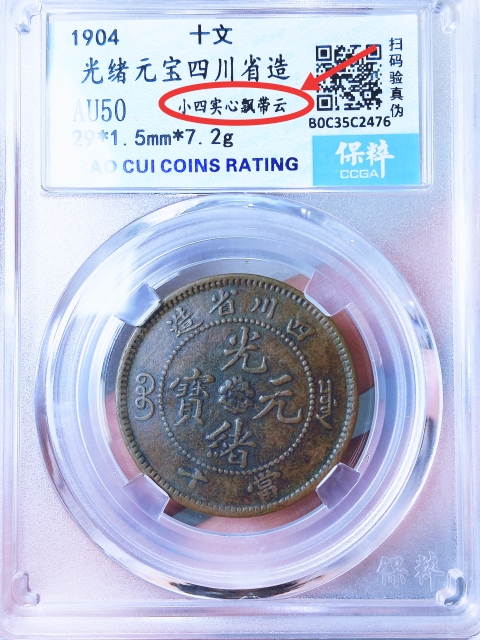 1904 十文
光绪元宝四川省造
AU50 小四实心飘带云
29*1.5mm*7.2g
BAO CUI COINS RATING
扫码验真伪
B0C35C2476
保粹
CCGA
造省川四
光緒元寶
十當
保粹